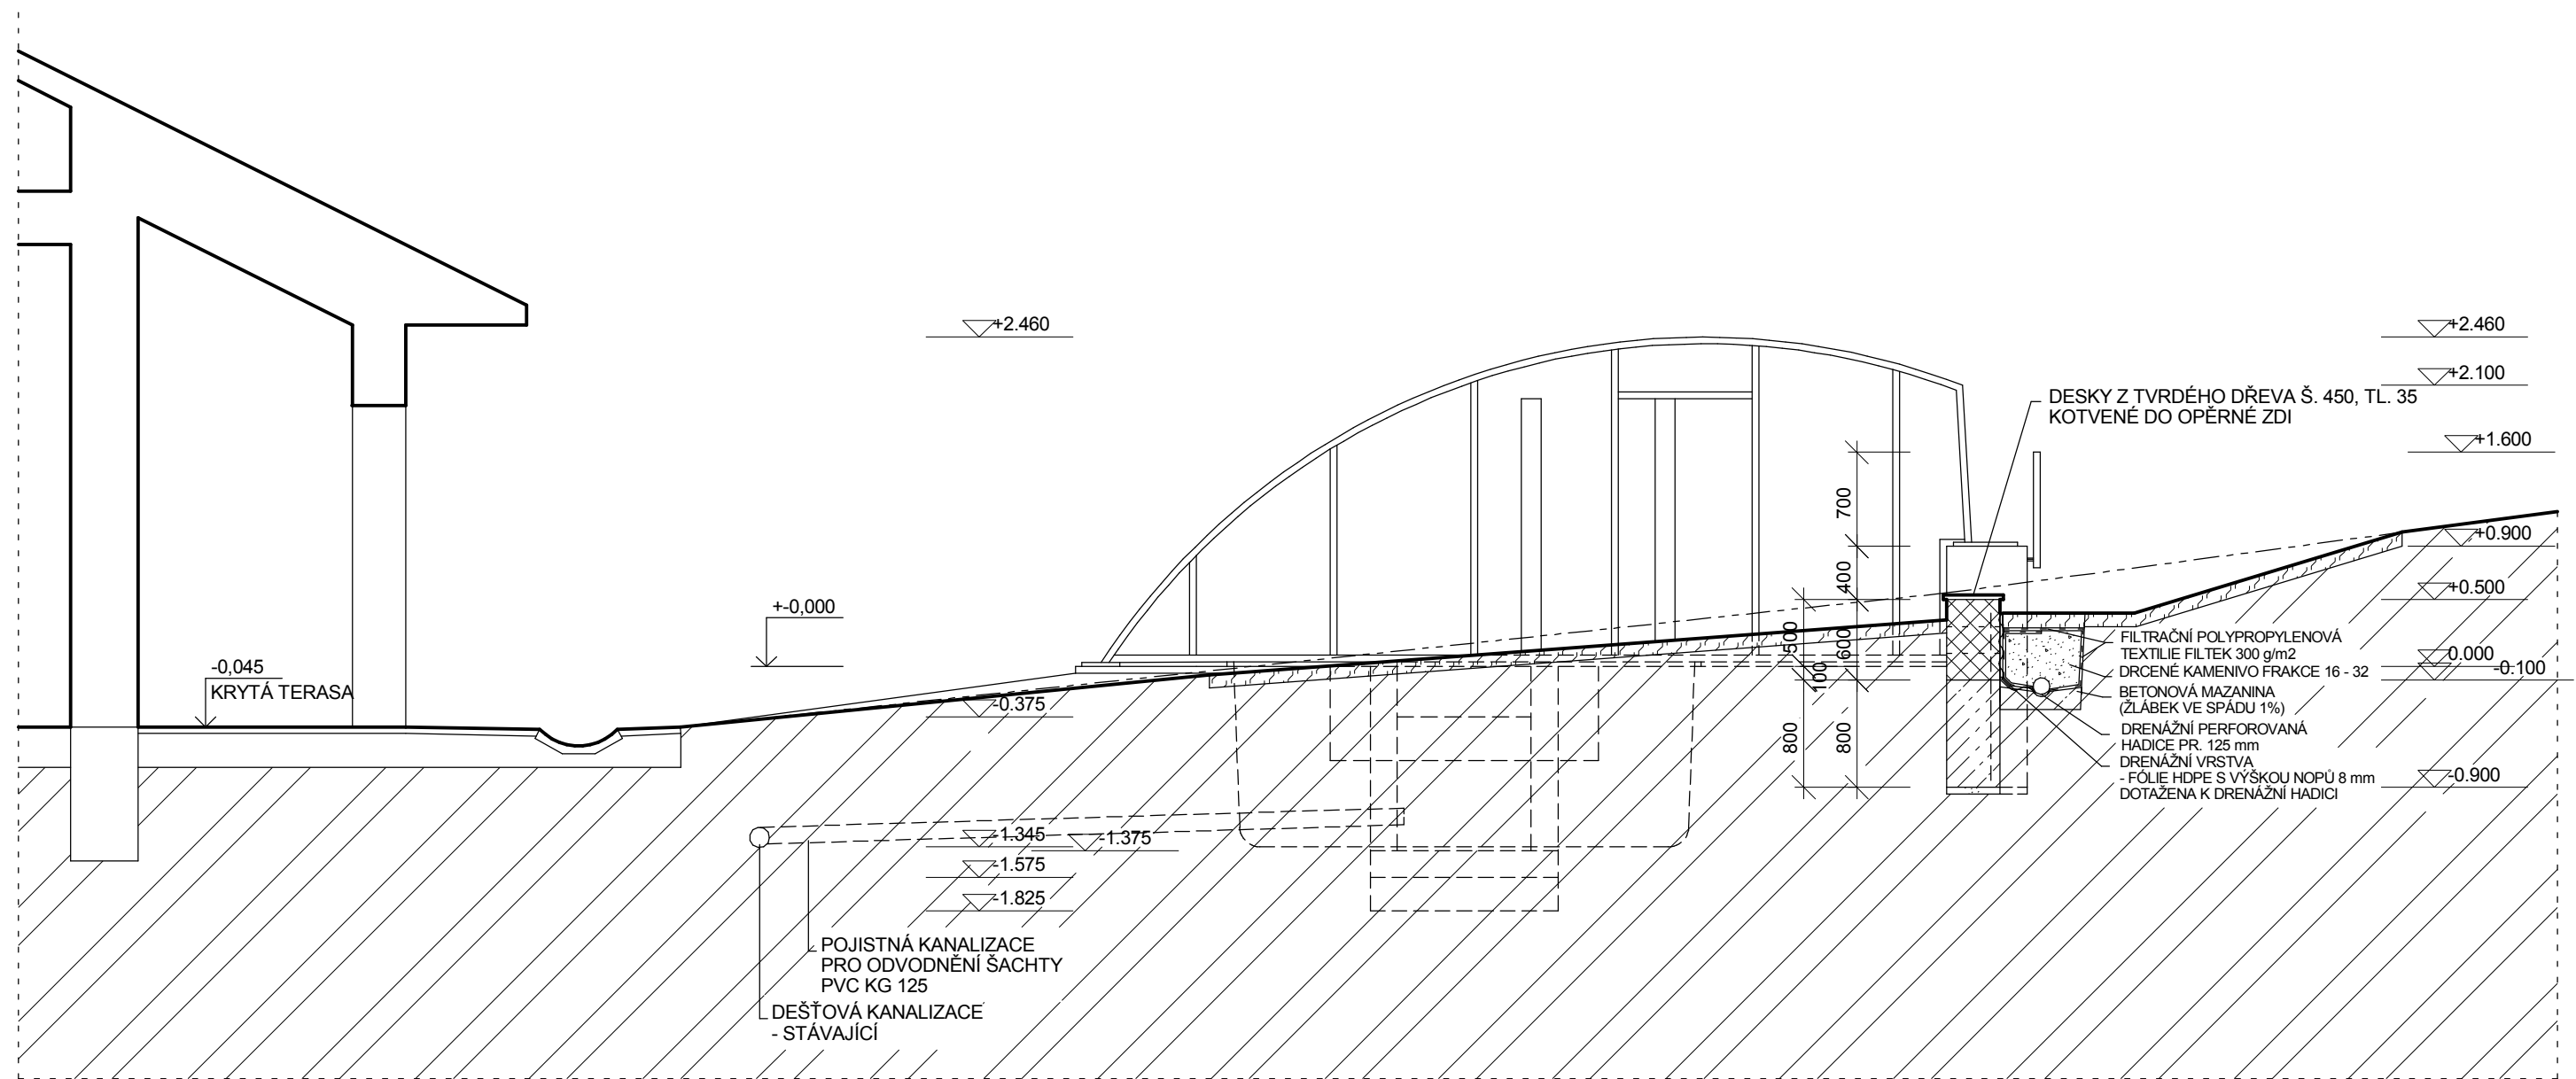 +2.460
+2.460
+2.100
DESKY Z TVRDÉHO DŘEVA Š. 450, TL. 35
KOTVENÉ DO OPĚRNÉ ZDI
+1.600
700
+0.900
400
+-0,000
+0.500
500
600
100
FILTRAČNÍ POLYPROPYLENOVÁ
TEXTILIE FILTEK 300 g/m2
0.000
-0.100
DRCENÉ KAMENIVO FRAKCE 16 - 32
-0,045
KRYTÁ TERASA
BETONOVÁ MAZANINA
(ŽLÁBEK VE SPÁDU 1%)
-0.375
DRENÁŽNÍ PERFOROVANÁ
HADICE PR. 125 mm
800
800
DRENÁŽNÍ VRSTVA
- FÓLIE HDPE S VÝŠKOU NOPŮ 8 mm
DOTAŽENA K DRENÁŽNÍ HADICI
-0.900
-1.345
-1.375
-1.575
-1.825
POJISTNÁ KANALIZACE
PRO ODVODNĚNÍ ŠACHTY
PVC KG 125
DEŠŤOVÁ KANALIZACE
- STÁVAJÍCÍ